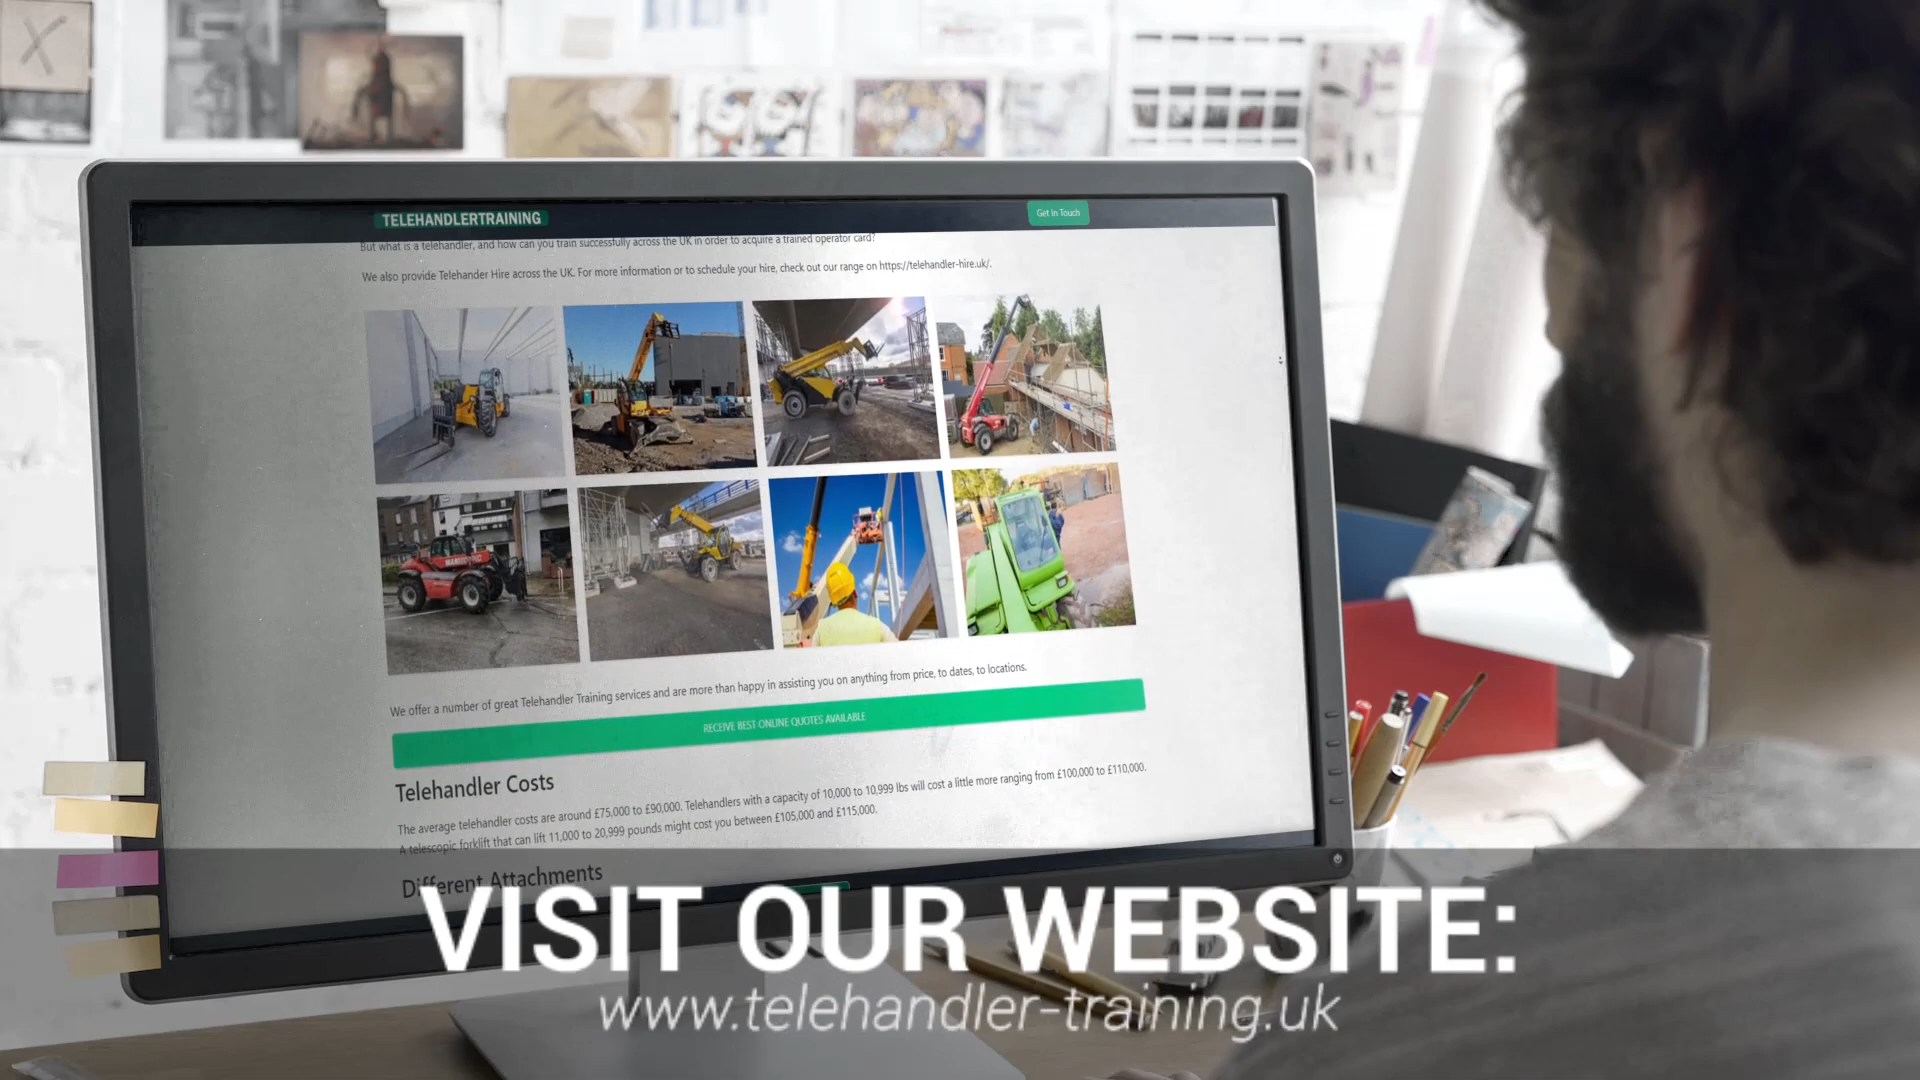 TELEHANDLERTRAINING
Get In Touch
But what is a telehandler, and how can you train successfully across the UK in order to acquire a trained operator card?
We also provide Telehander Hire across the UK. For more information or to schedule your hire, check out our range on https://telehandler-hire.uk/.
MANITOU
We offer a number of great Telehandler Training services and are more than happy in assisting you on anything from price, to dates, to locations.
RECEIVE BEST ONLINE QUOTES AVAILABLE
Telehandler Costs
The average telehandler costs are around £75,000 to £90,000. Telehandlers with a capacity of 10,000 to 10,999 lbs will cost a little more ranging from £100,000 to £110,000.
A telescopic forklift that can lift 11,000 to 20,999 pounds might cost you between £105,000 and £115,000.
Different Attachments
VISIT OUR WEBSITE:
www.telehandler-training.uk